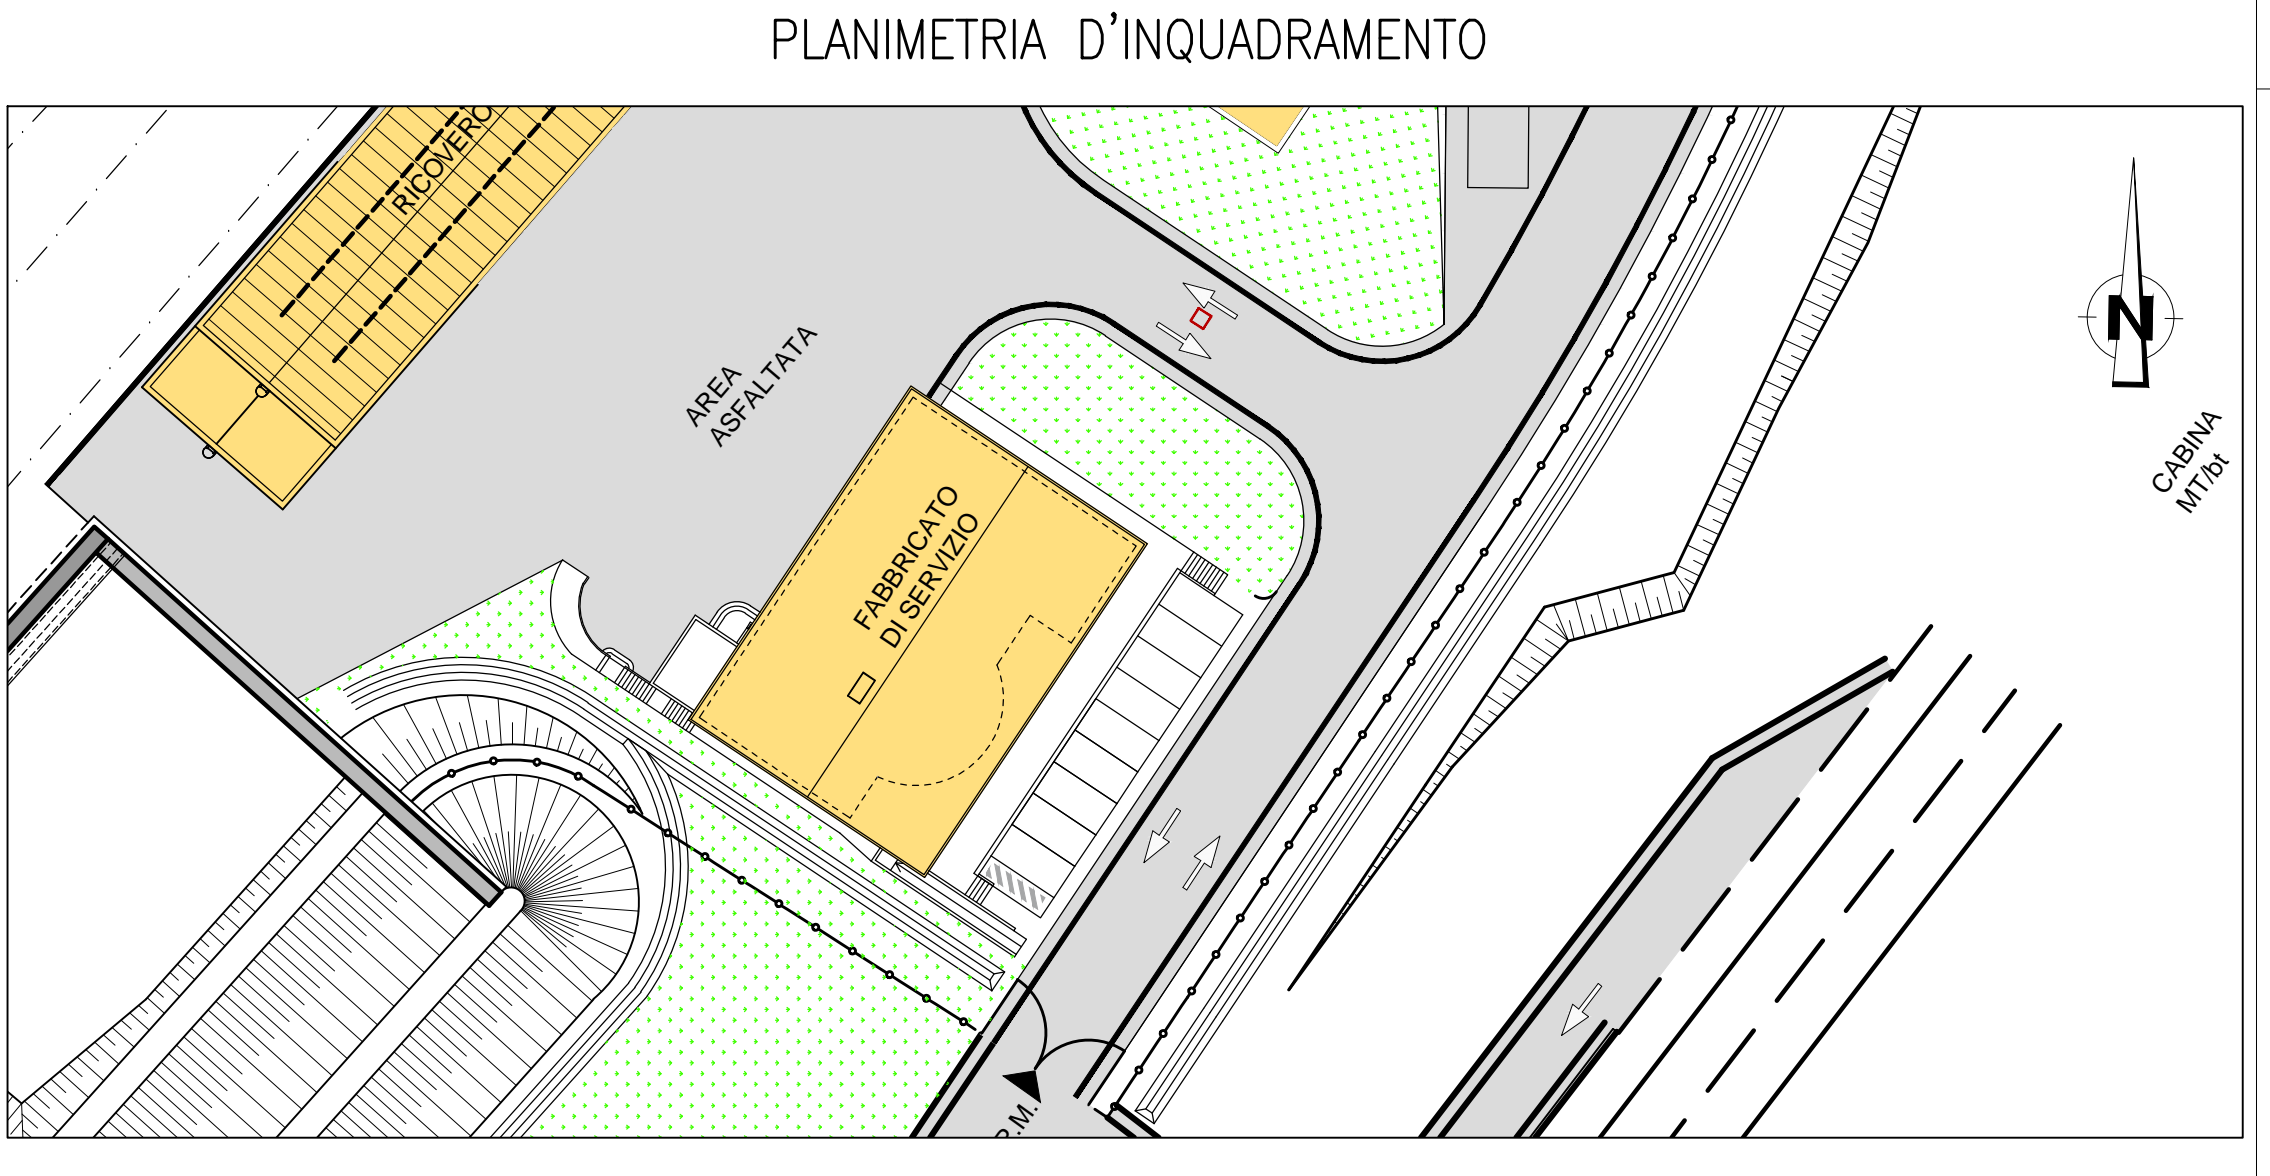 PLANIMETRIA D'INQUADRAMENTO
RICOVERO
AREA
ASFALTATA
FABBRICATO
DI SERVIZIO
N
CABINA
MT/bt